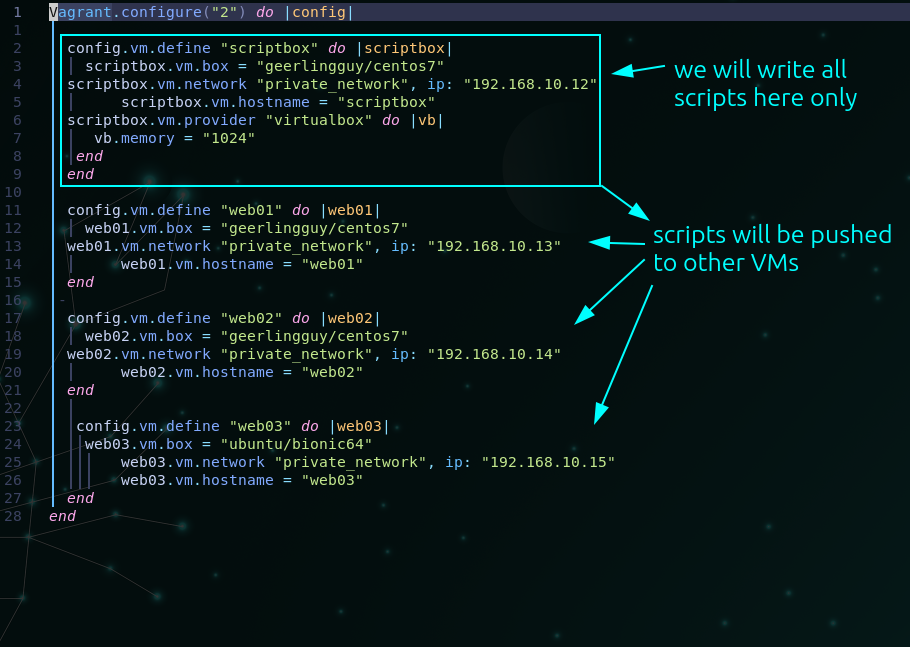 1 Vagrant.configure("2") do |config|
1
2 config.vm.define "scriptbox" do |scriptbox|
3 scriptbox.vm.box = "geerlingguy/centos7"
4 scriptbox.vm.network "private_network", ip: "192.168.10.12"
5 scriptbox.vm.hostname = "scriptbox"
6 scriptbox.vm.provider "virtualbox" do |vb|
7 vb.memory = "1024"
8 end
9 end
we will write all
scripts here only
10
11 config.vm.define "web01" do |web01|
12 web01.vm.box = "geerlingguy/centos7"
13 web01.vm.network "private_network", ip: "192.168.10.13"
14 web01.vm.hostname = "web01"
15 end
scripts will be pushed
to other VMs
16 -
17 config.vm.define "web02" do |web02|
18 web02.vm.box = "geerlingguy/centos7"
19 web02.vm.network "private_network", ip: "192.168.10.14"
20 web02.vm.hostname = "web02"
21 end
22
23 config.vm.define "web03" do |web03|
24 web03.vm.box = "ubuntu/bionic64"
25 web03.vm.network "private_network", ip: "192.168.10.15"
26 web03.vm.hostname = "web03"
27 end
28 end